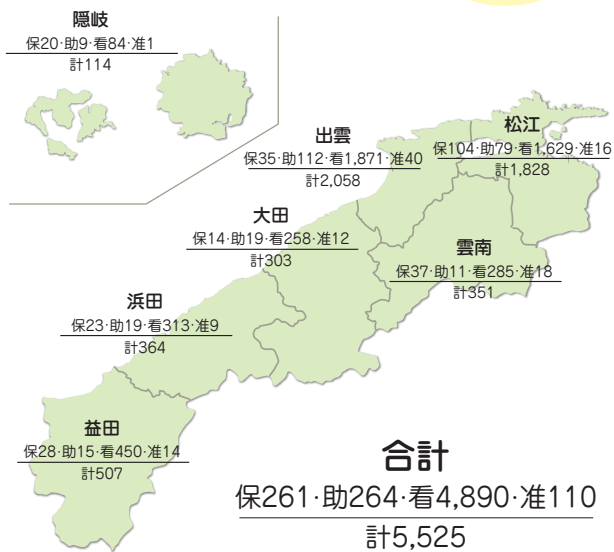 隠岐
保20·助9·看84·准1
計114
松江
保104·助79·看1,629·准16
計1,828
出雲
保35·助112·看1,871·准40
計2,058
大田
保14·助19·看258·准12
計303
雲南
保37·助11·看285·准18
計351
浜田
保23·助19·看313·准9
計364
益田
保28·助15·看450·准14
計507
合計
保261·助264·看4,890·准110
計5,525